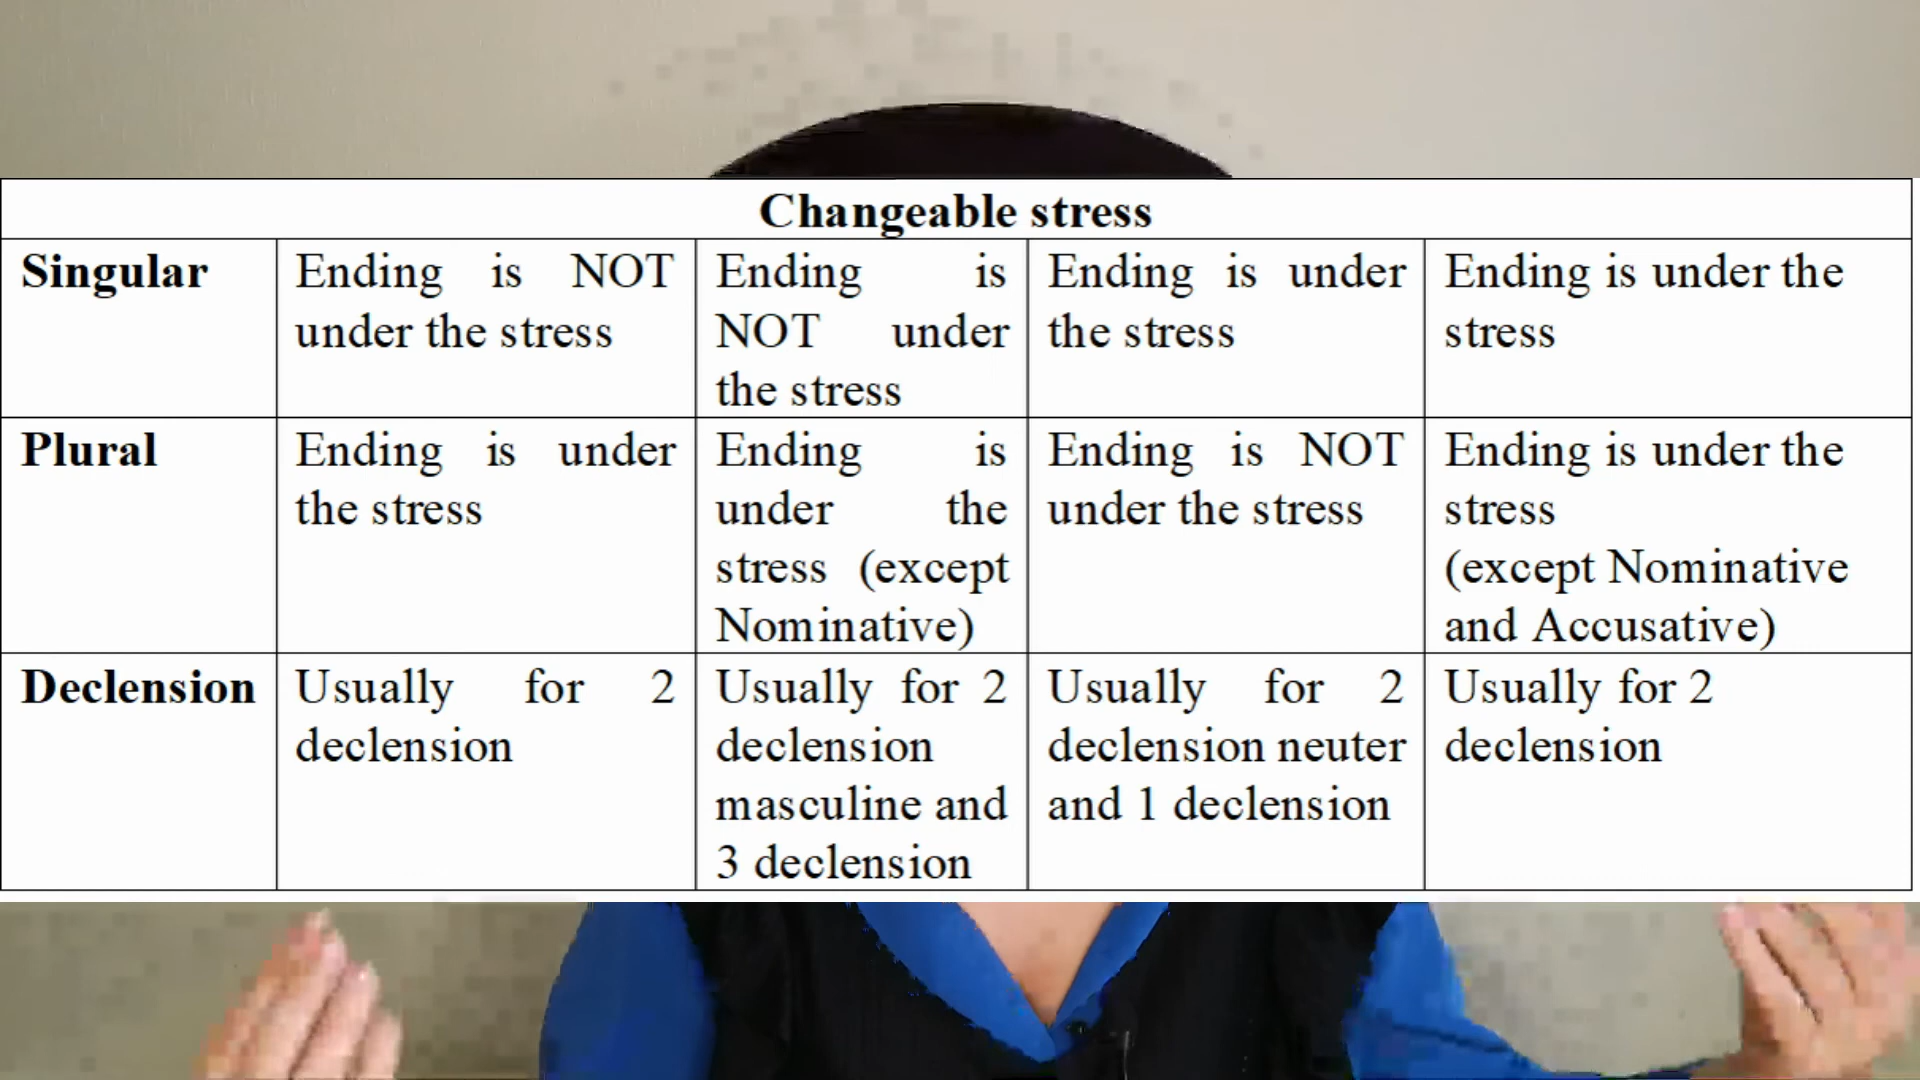 Changeable stress
Singular
Ending is NOT
under the stress
Ending is
NOT under
the stress
Ending is under
the stress
Ending is under the
stress
Plural
Ending is under
the stress
Ending is
under the
stress (except
Nominative)
Ending is NOT
under the stress
Ending is under the
stress
(except Nominative
and Accusative)
Declension
Usually for 2
declension
Usually for 2
declension
masculine and
3 declension
Usually for 2
declension neuter
and 1 declension
Usually for 2
declension